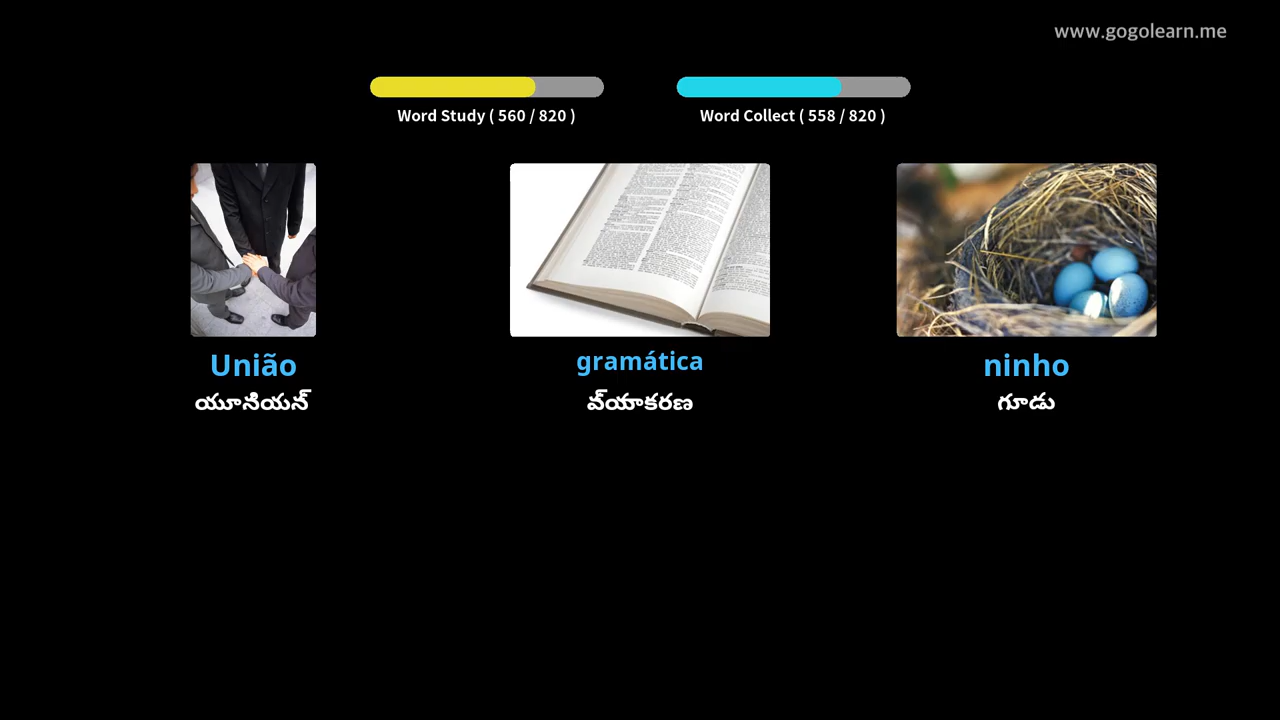 www.gogolearn.me
Word Study ( 560 / 820 )
Word Collect ( 558 / 820 )
União
యూనియన్
gramática
వ్యాకరణ
ninho
గూడు